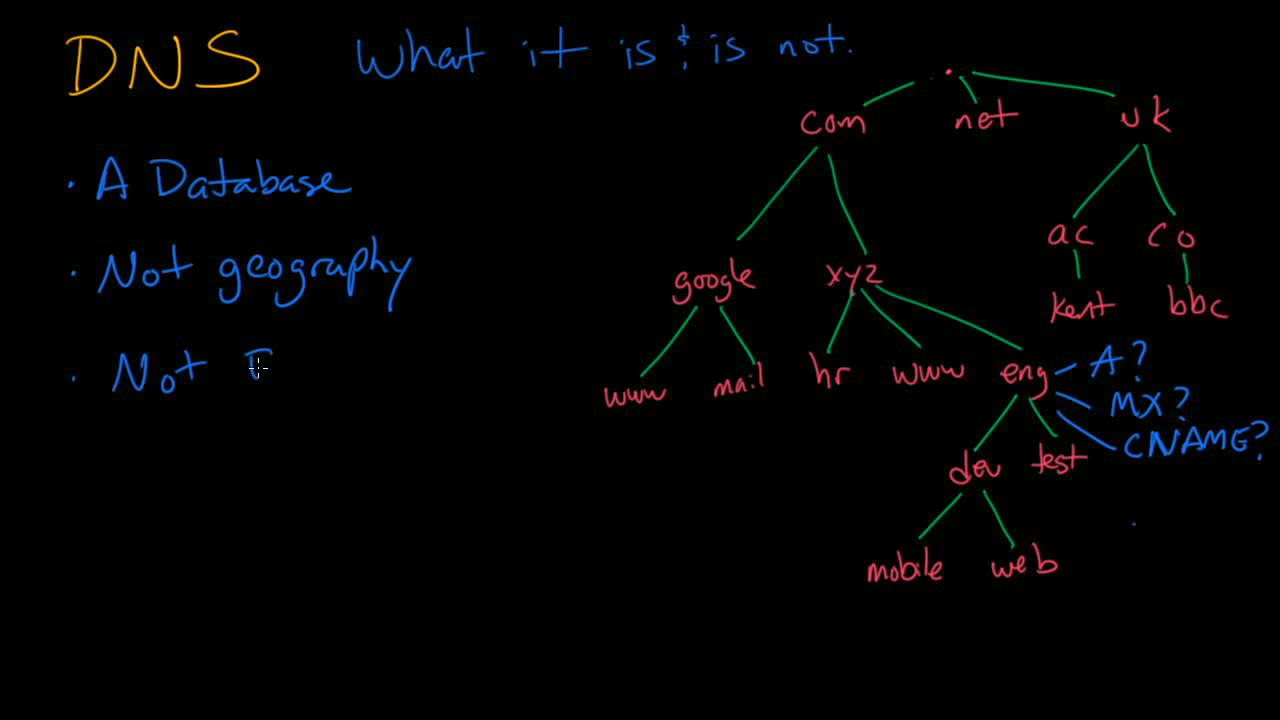 DNS What it is & is not.
· A Database
· Not geography
· Not
.
com net uk
ac co
google xyz
kent bbc
www mail hr www eng A?
MX?
CNAME?
dev test
mobile web